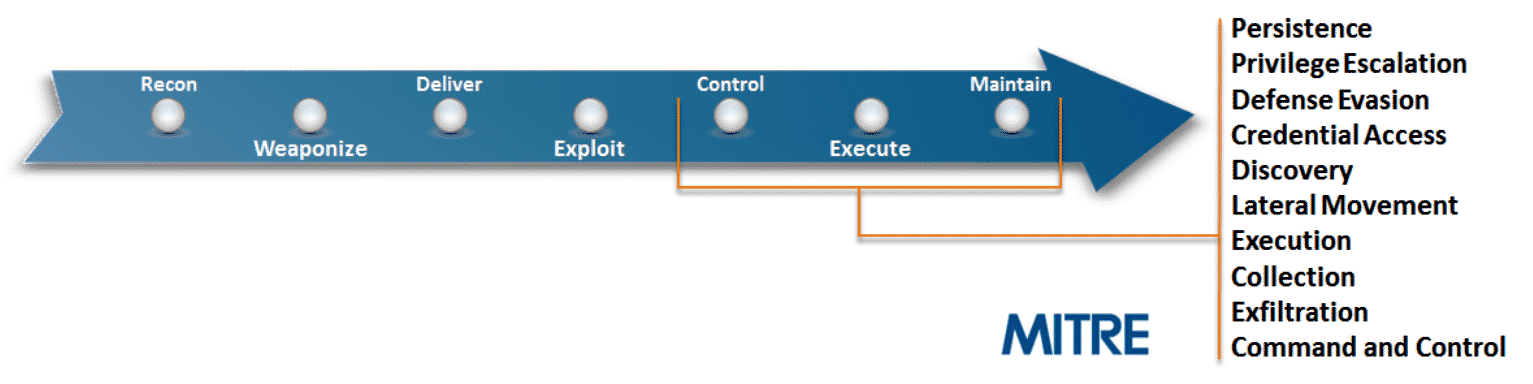 Recon
Weaponize
Deliver
Exploit
Control
Execute
Maintain
Persistence
Privilege Escalation
Defense Evasion
Credential Access
Discovery
Lateral Movement
Execution
Collection
Exfiltration
Command and Control
MITRE